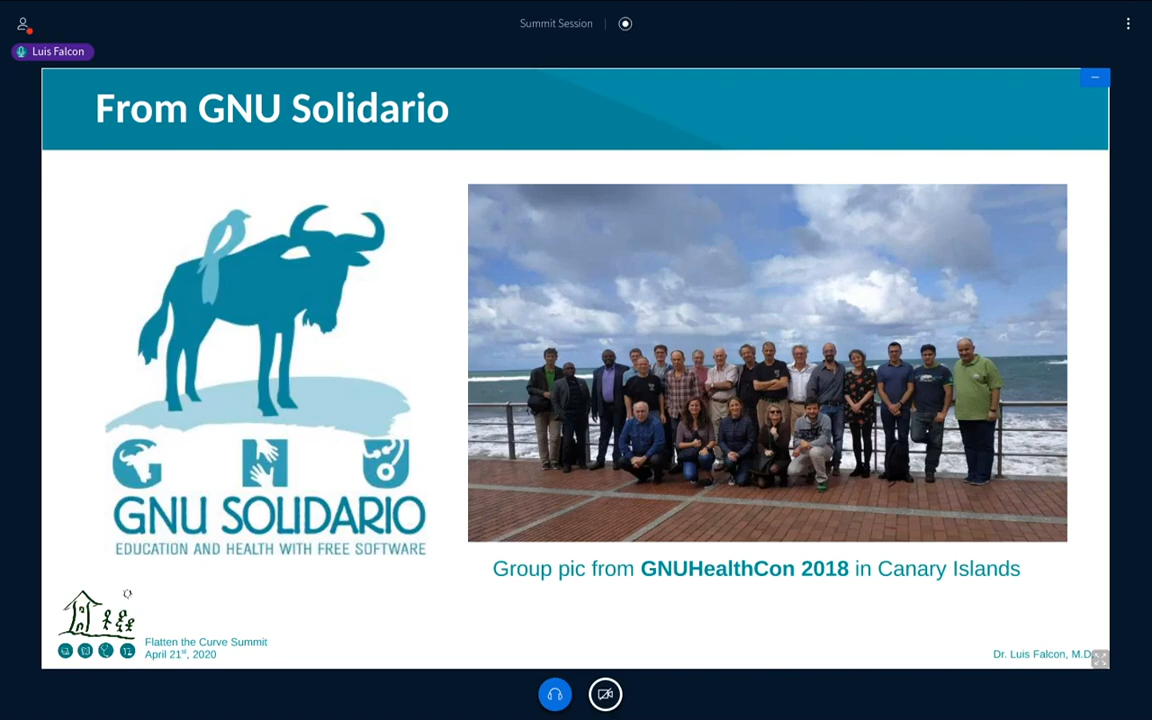 Summit Session
Luis Falcon
From GNU Solidario
GNU
GNU SOLIDARIO
EDUCATION AND HEALTH WITH FREE SOFTWARE
Group pic from GNUHealthCon 2018 in Canary Islands
Flatten the Curve Summit
April 21st, 2020
Dr. Luis Falcon, M.D